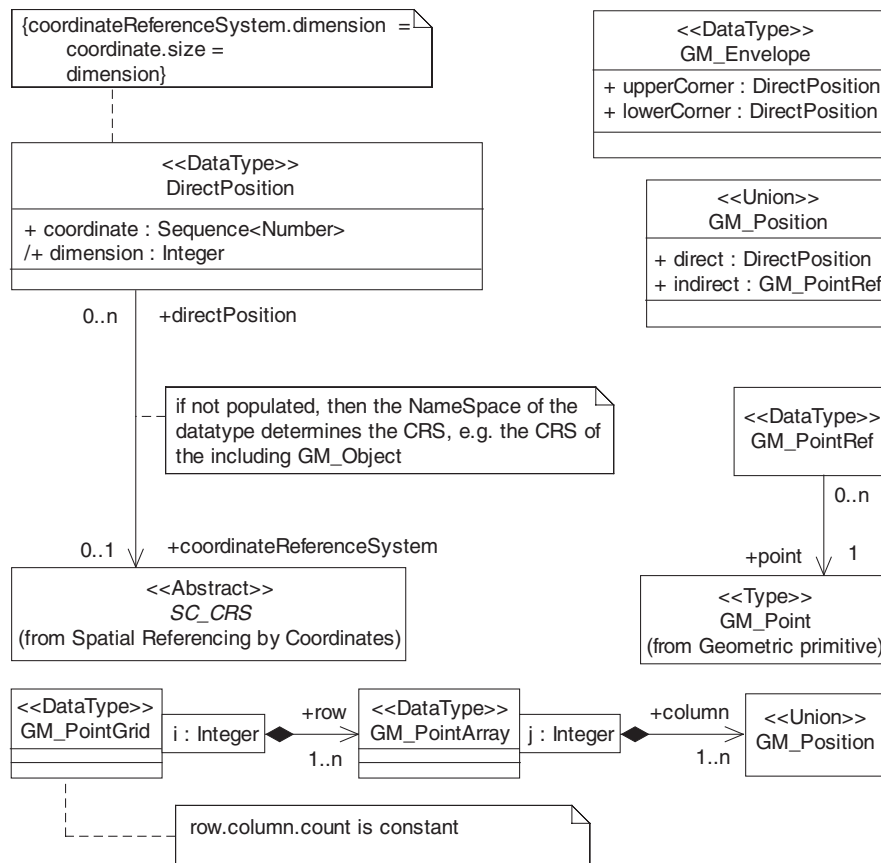 {coordinateReferenceSystem.dimension =
coordinate.size =
dimension}
<<DataType>>
GM_Envelope
+ upperCorner : DirectPosition
+ lowerCorner : DirectPosition
<<DataType>>
DirectPosition
+ coordinate : Sequence<Number>
/+ dimension : Integer
<<Union>>
GM_Position
+ direct : DirectPosition
+ indirect : GM_PointRef
0..n
+directPosition
if not populated, then the NameSpace of the
datatype determines the CRS, e.g. the CRS of
the including GM_Object
<<DataType>>
GM_PointRef
0..n
+point
1
0..1
+coordinateReferenceSystem
<<Abstract>>
SC_CRS
(from Spatial Referencing by Coordinates)
<<Type>>
GM_Point
(from Geometric primitive)
<<DataType>>
GM_PointGrid
i : Integer
+row
1..n
<<DataType>>
GM_PointArray
j : Integer
+column
1..n
<<Union>>
GM_Position
row.column.count is constant